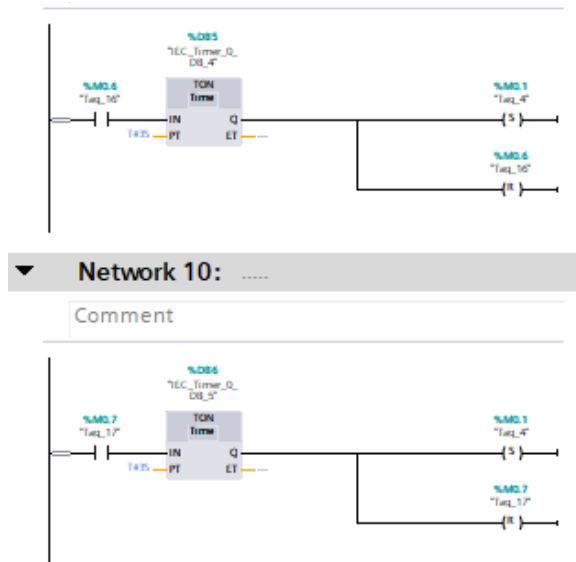 %DB5
"IEC_Timer_0_
DB_4"
%M0.6
"Tag_16"
TON
Time
%M0.1
"Tag_4"
IN Q
S
T#3S PT ET ...
%M0.6
"Tag_16"
R
Network 10: .....
Comment
%DB6
"IEC_Timer_0_
DB_5"
%M0.7
"Tag_17"
TON
Time
%M0.1
"Tag_4"
IN Q
S
T#3S PT ET ...
%M0.7
"Tag_17"
R